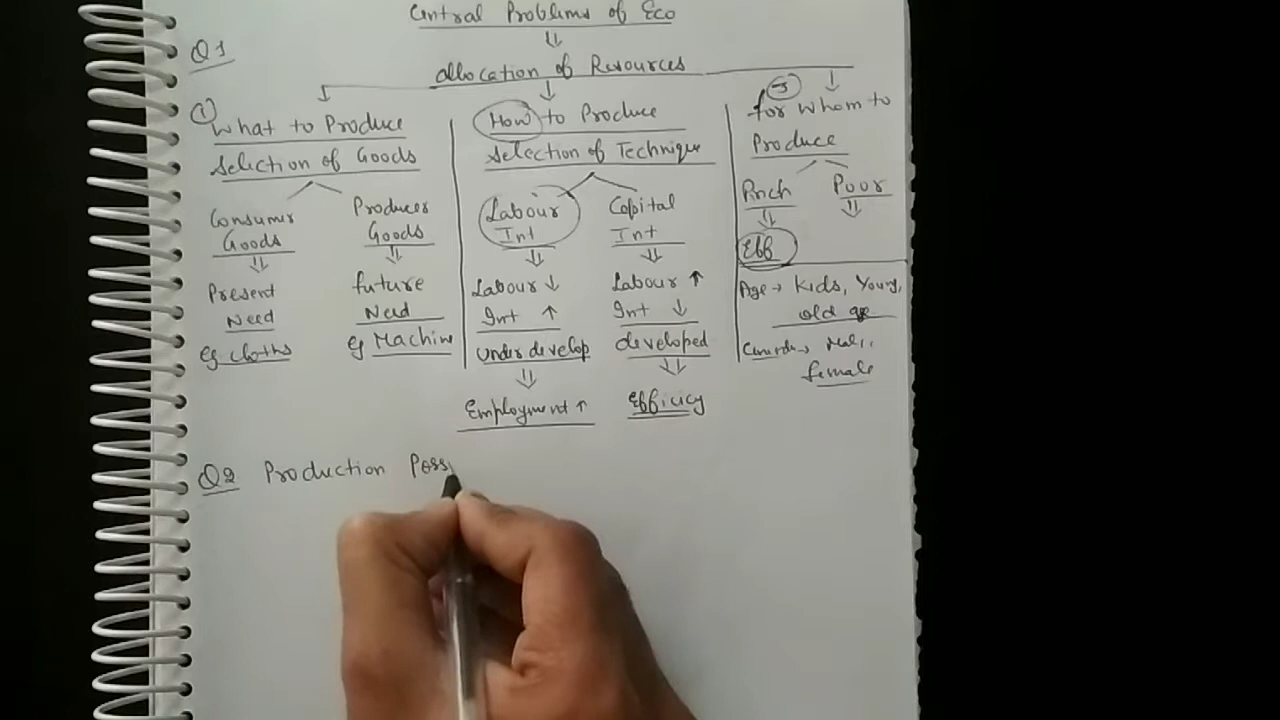 Central Problems of Eco
Q1
allocation of Resources
①
What to Produce
Selection of Goods
Consumer
Goods
Present
Need
Eg Cloths
Producer
Goods
future
Need
Eg Machine
How to Produce
Selection of Technique
Labour
Int
Labour ↓
Int ↑
Under develop
Employment ↑
Capital
Int
Labour ↑
Int ↓
developed
for whom to
Produce
Rich
Poor
Eff
Age → Kids, Young,
old age
male,
female
Q2 Production Poss